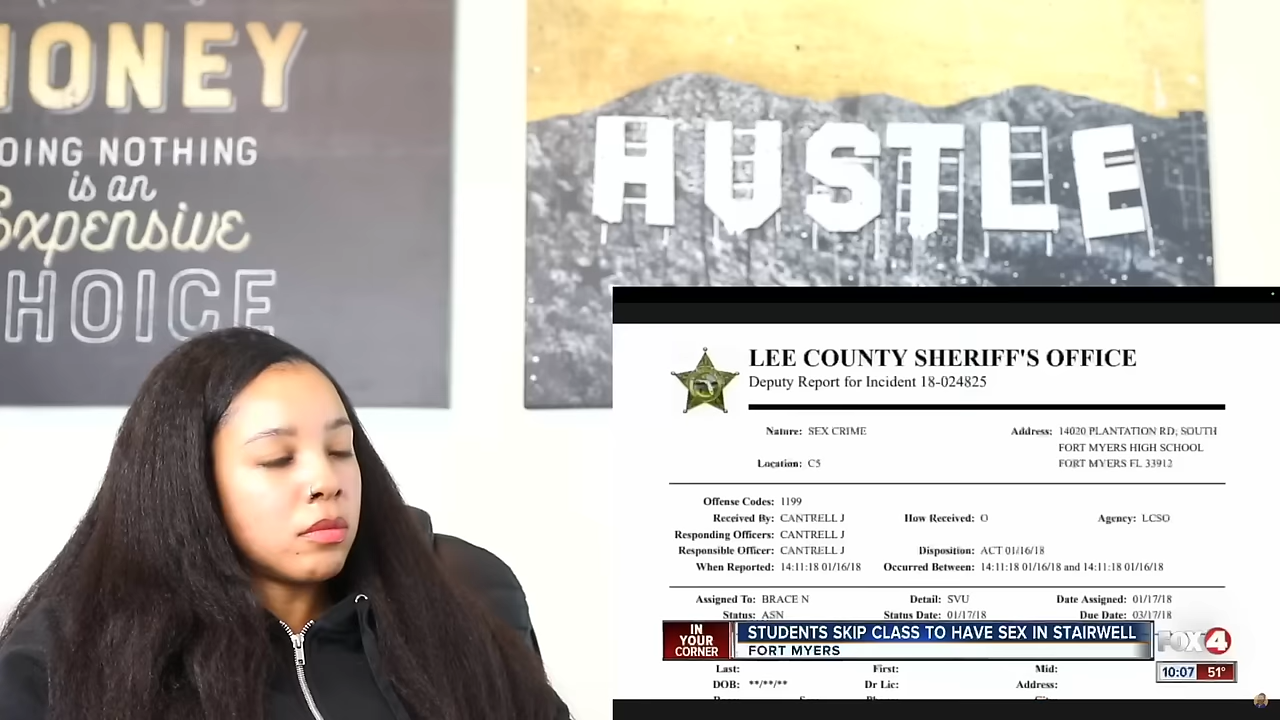 MONEY
DOING NOTHING
is an
Expensive
CHOICE
HUSTLE
LEE COUNTY SHERIFF'S OFFICE
Deputy Report for Incident 18-024825
Nature: SEX CRIME
Address: 14020 PLANTATION RD; SOUTH
FORT MYERS HIGH SCHOOL
Location: C5
FORT MYERS FL 33912
Offense Codes: 1199
Received By: CANTRELL J How Received: O Agency: LCSO
Responding Officers: CANTRELL J
Responsible Officer: CANTRELL J Disposition: ACT 01/16/18
When Reported: 14:11:18 01/16/18 Occurred Between: 14:11:18 01/16/18 and 14:11:18 01/16/18
Assigned To: BRACE N Detail: SVU Date Assigned: 01/17/18
Status: ASN Status Date: 01/17/18 Due Date: 03/17/18
IN YOUR CORNER
STUDENTS SKIP CLASS TO HAVE SEX IN STAIRWELL
FORT MYERS
FOX 4
10:07 51°
Last: First: Mid:
DOB: **/**/** Dr Lic: Address: